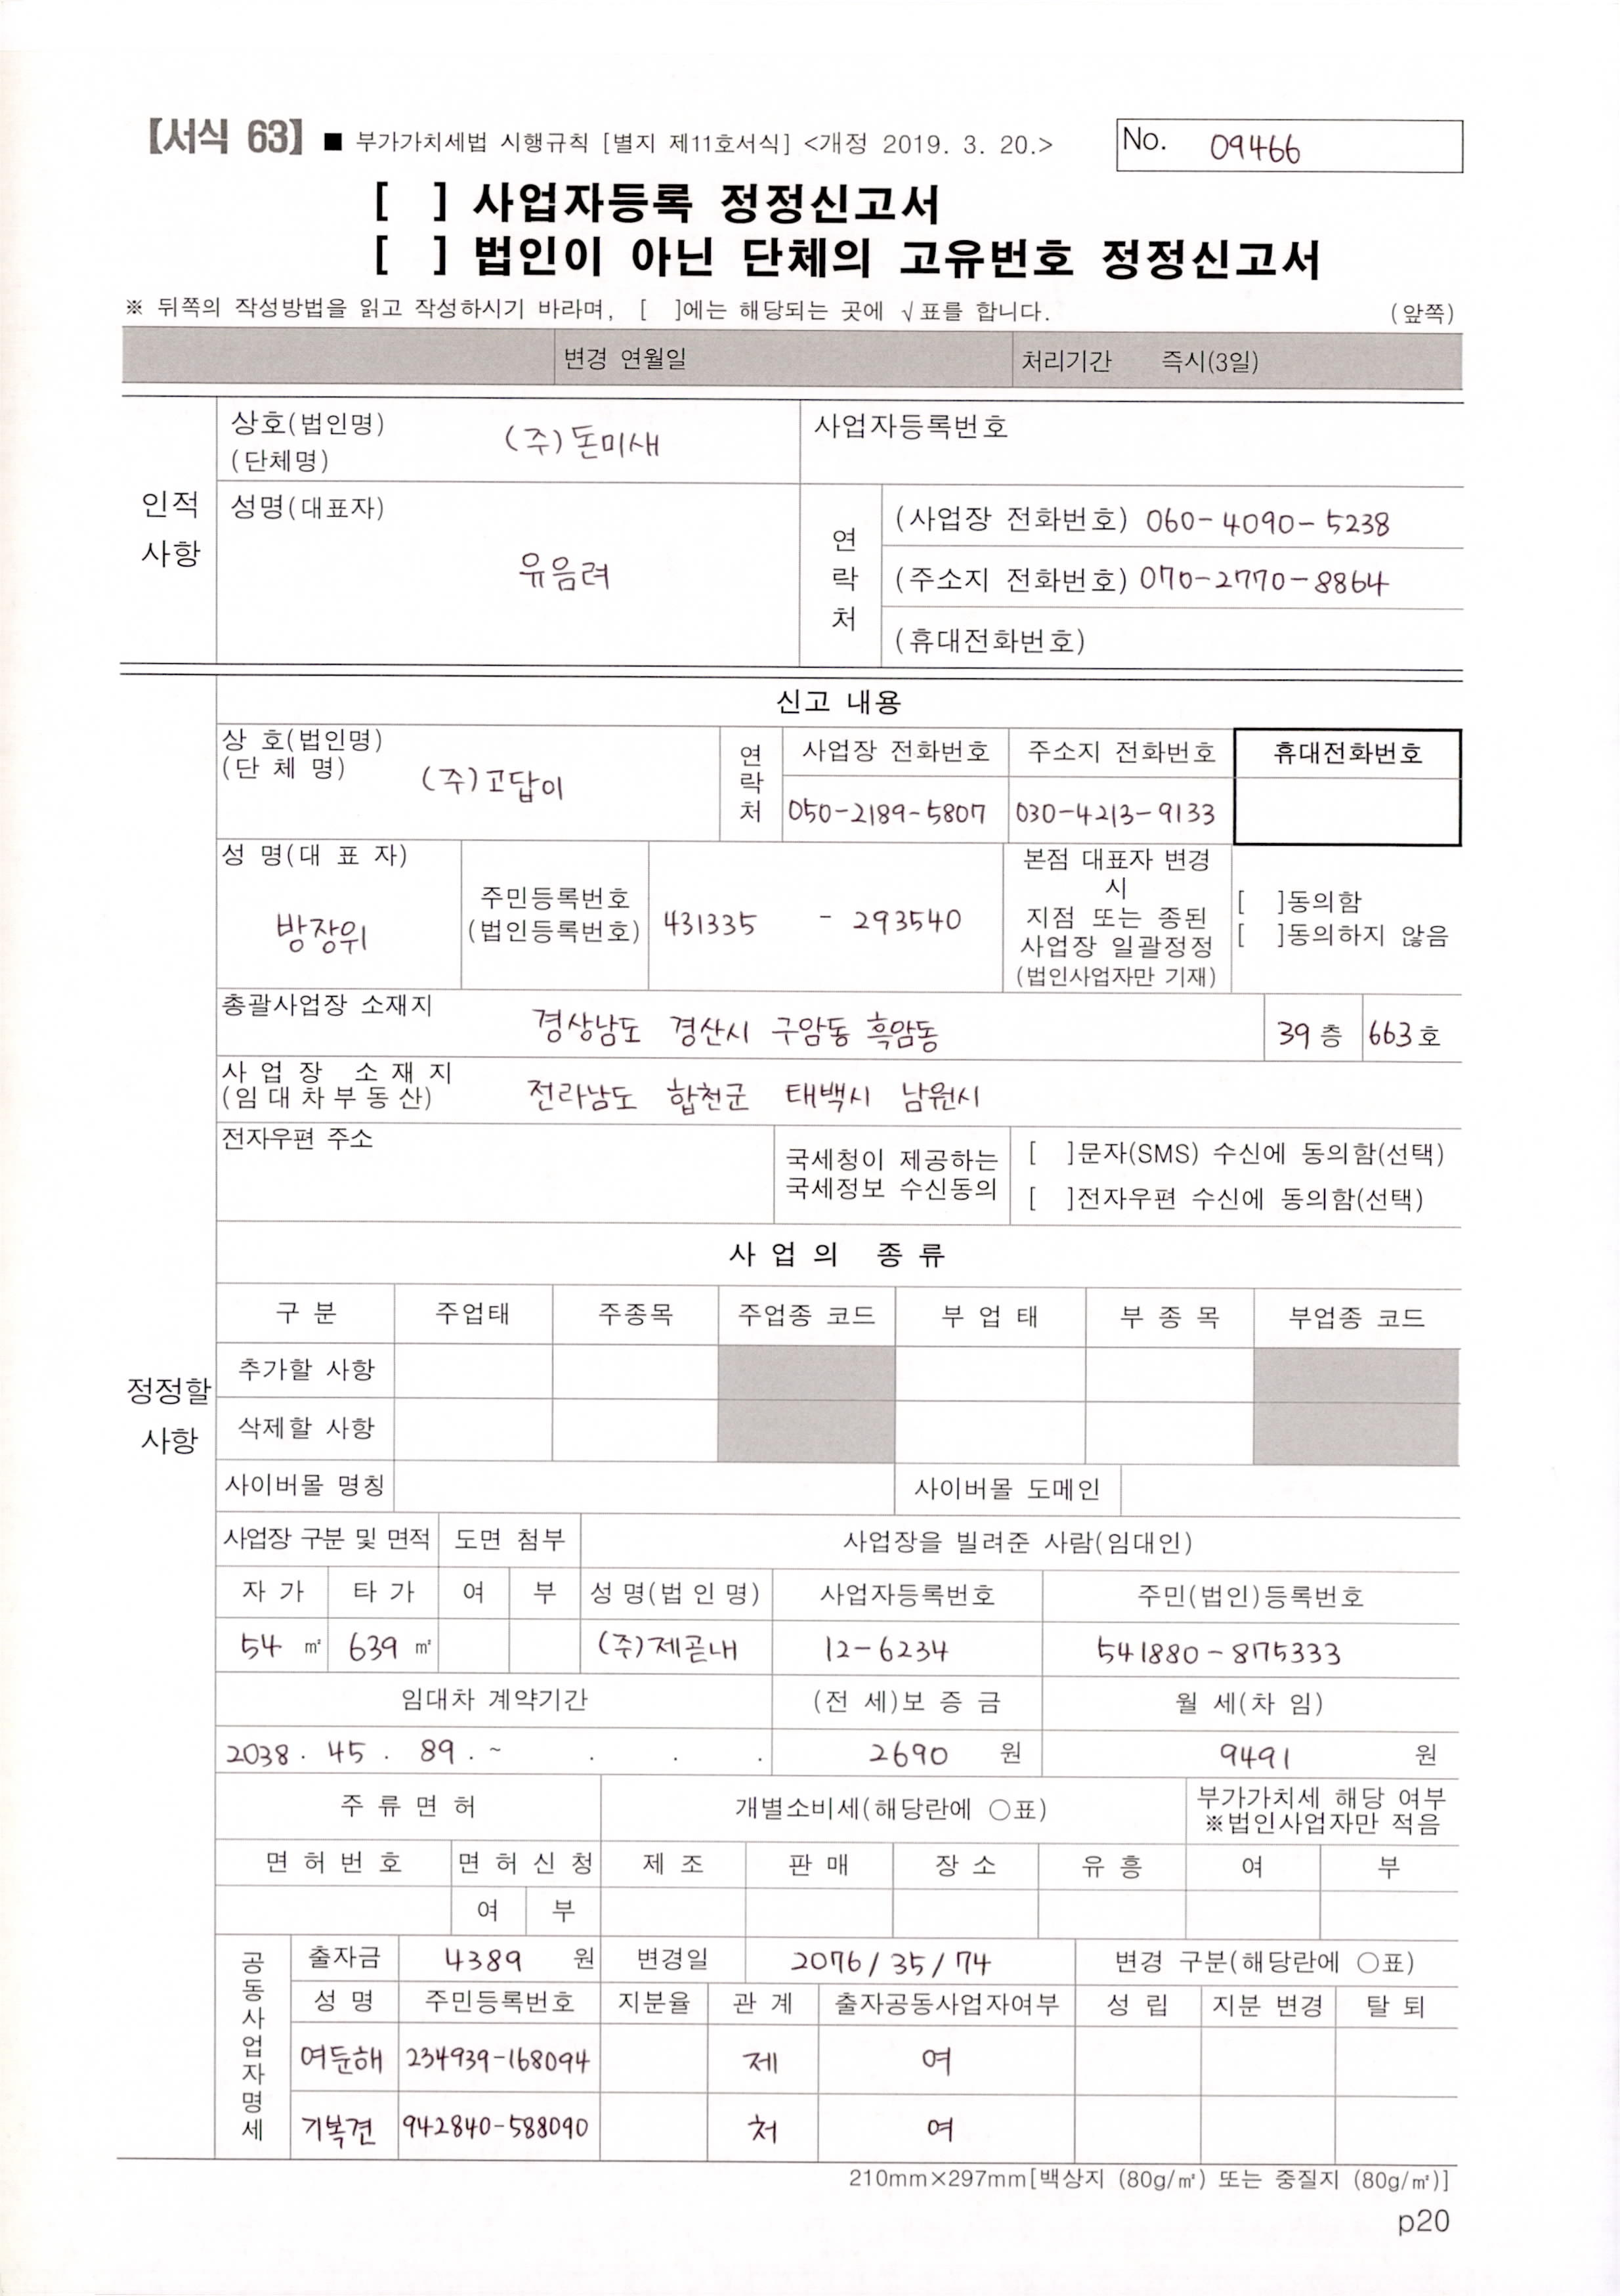 【서식 63】 ■ 부가가치세법 시행규칙 [별지 제11호서식] <개정 2019. 3. 20.>
No. 09466
[ ] 사업자등록 정정신고서
[ ] 법인이 아닌 단체의 고유번호 정정신고서
※ 뒤쪽의 작성방법을 읽고 작성하시기 바라며, [ ]에는 해당되는 곳에 √표를 합니다. (앞쪽)
변경 연월일 처리기간 즉시(3일)
인적
사항
상호(법인명)
(단체명)
(주)돈미새
사업자등록번호
성명(대표자)
유음려
연
락
처
(사업장 전화번호) 060-4090-5238
(주소지 전화번호) 070-2770-8864
(휴대전화번호)
정정할
사항
신고 내용
상 호(법인명)
(단 체 명)
(주)고답이
연
락
처
사업장 전화번호 주소지 전화번호 휴대전화번호
050-2189-5807 030-4213-9133
성 명(대 표 자)
방장위
주민등록번호
(법인등록번호)
431335 - 293540
본점 대표자 변경
시
지점 또는 종된
사업장 일괄정정
(법인사업자만 기재)
[ ]동의함
[ ]동의하지 않음
총괄사업장 소재지
경상남도 경산시 구암동 흑암동 39 층 663 호
사 업 장 소 재 지
(임 대 차 부 동 산)
전라남도 합천군 태백시 남원시
전자우편 주소
국세청이 제공하는
국세정보 수신동의
[ ]문자(SMS) 수신에 동의함(선택)
[ ]전자우편 수신에 동의함(선택)
사 업 의 종 류
구 분 주업태 주종목 주업종 코드 부 업 태 부 종 목 부업종 코드
추가할 사항
삭제할 사항
사이버몰 명칭 사이버몰 도메인
사업장 구분 및 면적 도면 첨부 사업장을 빌려준 사람(임대인)
자 가 타 가 여 부 성 명(법 인 명) 사업자등록번호 주민(법인)등록번호
54 ㎡ 639 ㎡ (주)제곧내 12-6234 541880-875333
임대차 계약기간 (전 세)보 증 금 월 세(차 임)
2038 . 45 . 89 . ~ . . . 2690 원 9491 원
주 류 면 허 개별소비세(해당란에 ○표)
부가가치세 해당 여부
※법인사업자만 적음
면 허 번 호 면 허 신 청 제 조 판 매 장 소 유 흥 여 부
여 부
공
동
사
업
자
명
세
출자금 4389 원 변경일 2076/35/74 변경 구분(해당란에 ○표)
성 명 주민등록번호 지분율 관 계 출자공동사업자여부 성 립 지분 변경 탈 퇴
여둔해 234939-168094 제 여
기복견 942840-588090 처 여
210mm×297mm[백상지 (80g/㎡) 또는 중질지 (80g/㎡)]
p20